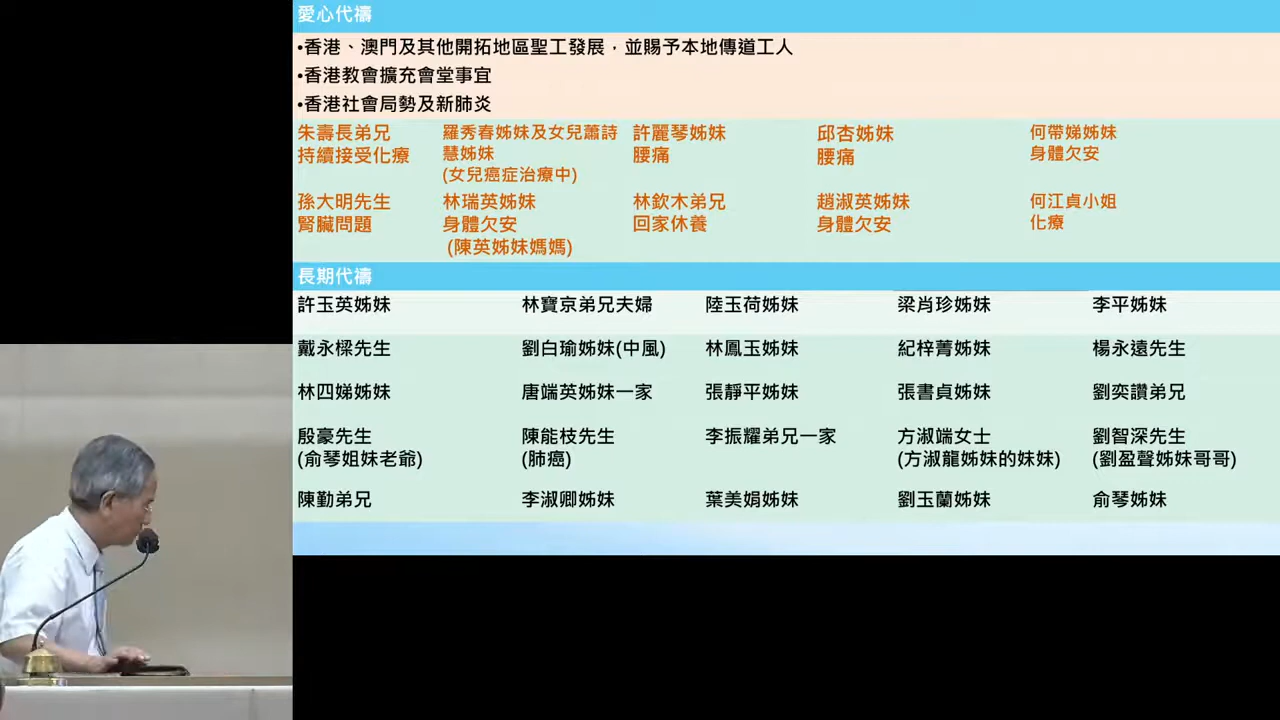 愛心代禱
•香港、澳門及其他開拓地區聖工發展，並賜予本地傳道工人
•香港教會擴充會堂事宜
•香港社會局勢及新肺炎
朱壽長弟兄
持續接受化療
羅秀春姊妹及女兒蕭詩
慧姊妹
(女兒癌症治療中)
許麗琴姊妹
腰痛
邱杏姊妹
腰痛
何帶娣姊妹
身體欠安
孫大明先生
腎臟問題
林瑞英姊妹
身體欠安
(陳英姊妹媽媽)
林欽木弟兄
回家休養
趙淑英姊妹
身體欠安
何江貞小姐
化療
長期代禱
許玉英姊妹
林寶京弟兄夫婦
陸玉荷姊妹
梁肖珍姊妹
李平姊妹
戴永樑先生
劉白瑜姊妹(中風)
林鳳玉姊妹
紀梓菁姊妹
楊永遠先生
林四娣姊妹
唐端英姊妹一家
張靜平姊妹
張書貞姊妹
劉奕讚弟兄
殷豪先生
(俞琴姐妹老爺)
陳能枝先生
(肺癌)
李振耀弟兄一家
方淑端女士
(方淑龍姊妹的妹妹)
劉智深先生
(劉盈聲姊妹哥哥)
陳勤弟兄
李淑卿姊妹
葉美娟姊妹
劉玉蘭姊妹
俞琴姊妹